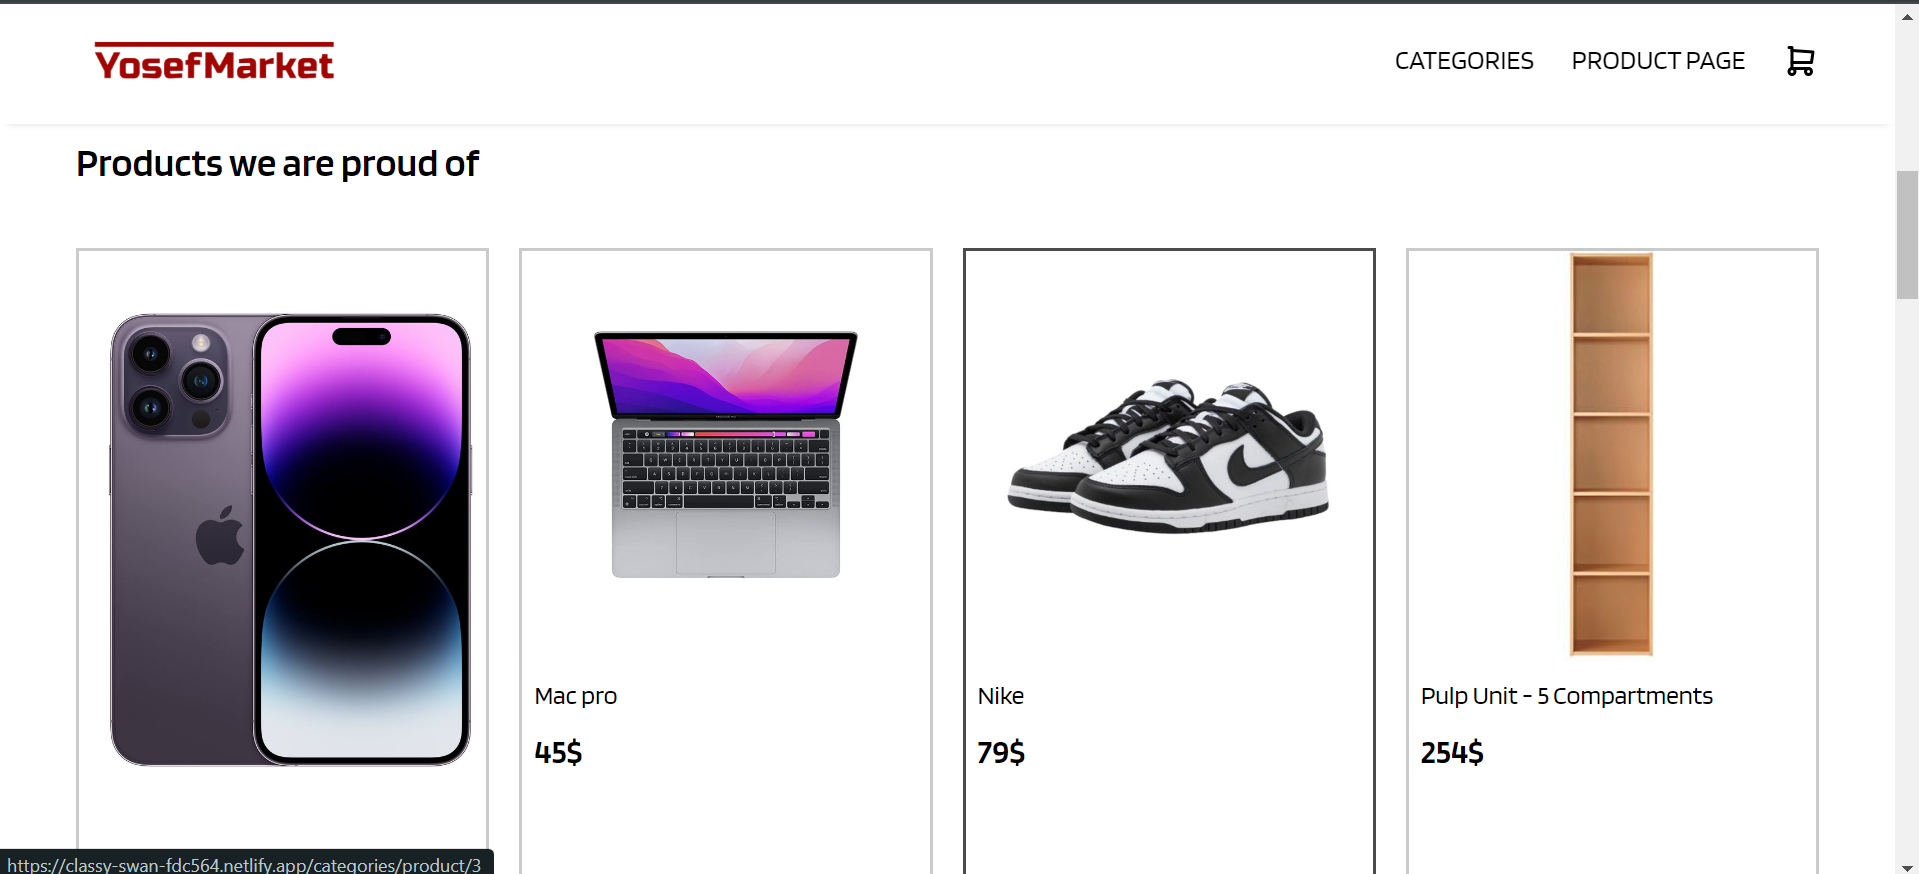 YosefMarket
CATEGORIES PRODUCT PAGE
Products we are proud of
Mac pro
45$
Nike
79$
Pulp Unit - 5 Compartments
254$
https://classy-swan-fdc564.netlify.app/categories/product/3